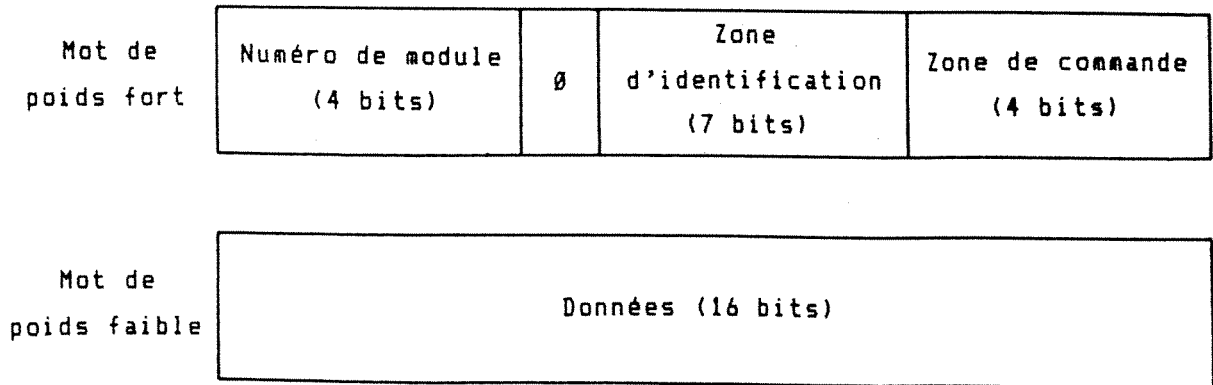 Mot de
poids fort
Numéro de module
(4 bits)
Ø
Zone
d'identification
(7 bits)
Zone de commande
(4 bits)
Mot de
poids faible
Données (16 bits)